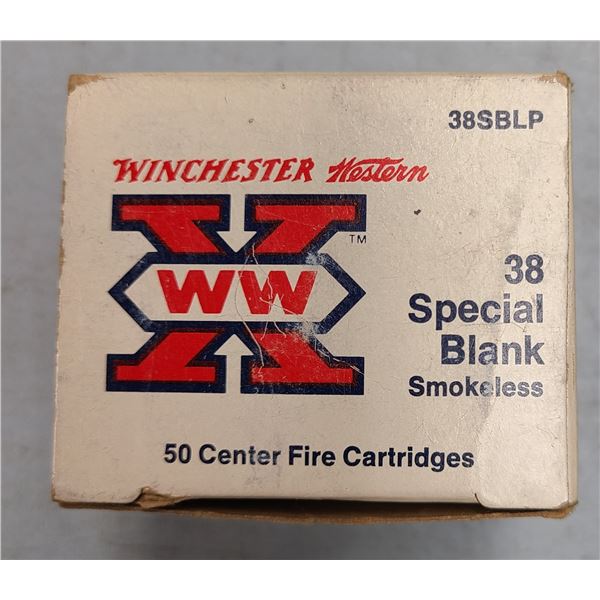 38SBLP
WINCHESTER Western
TM
WW
38
Special
Blank
Smokeless
50 Center Fire Cartridges